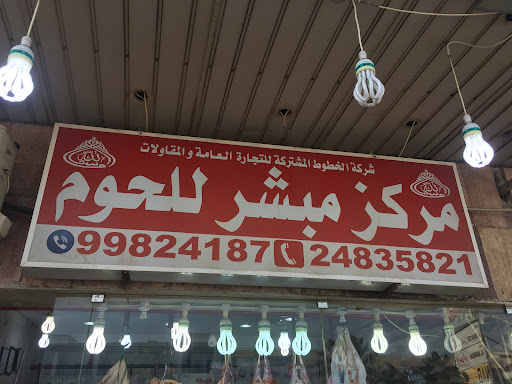 شركة الخطوط المشتركة للتجارة العامة والمقاولات
مركز مبشر للحوم
99824187 24835821